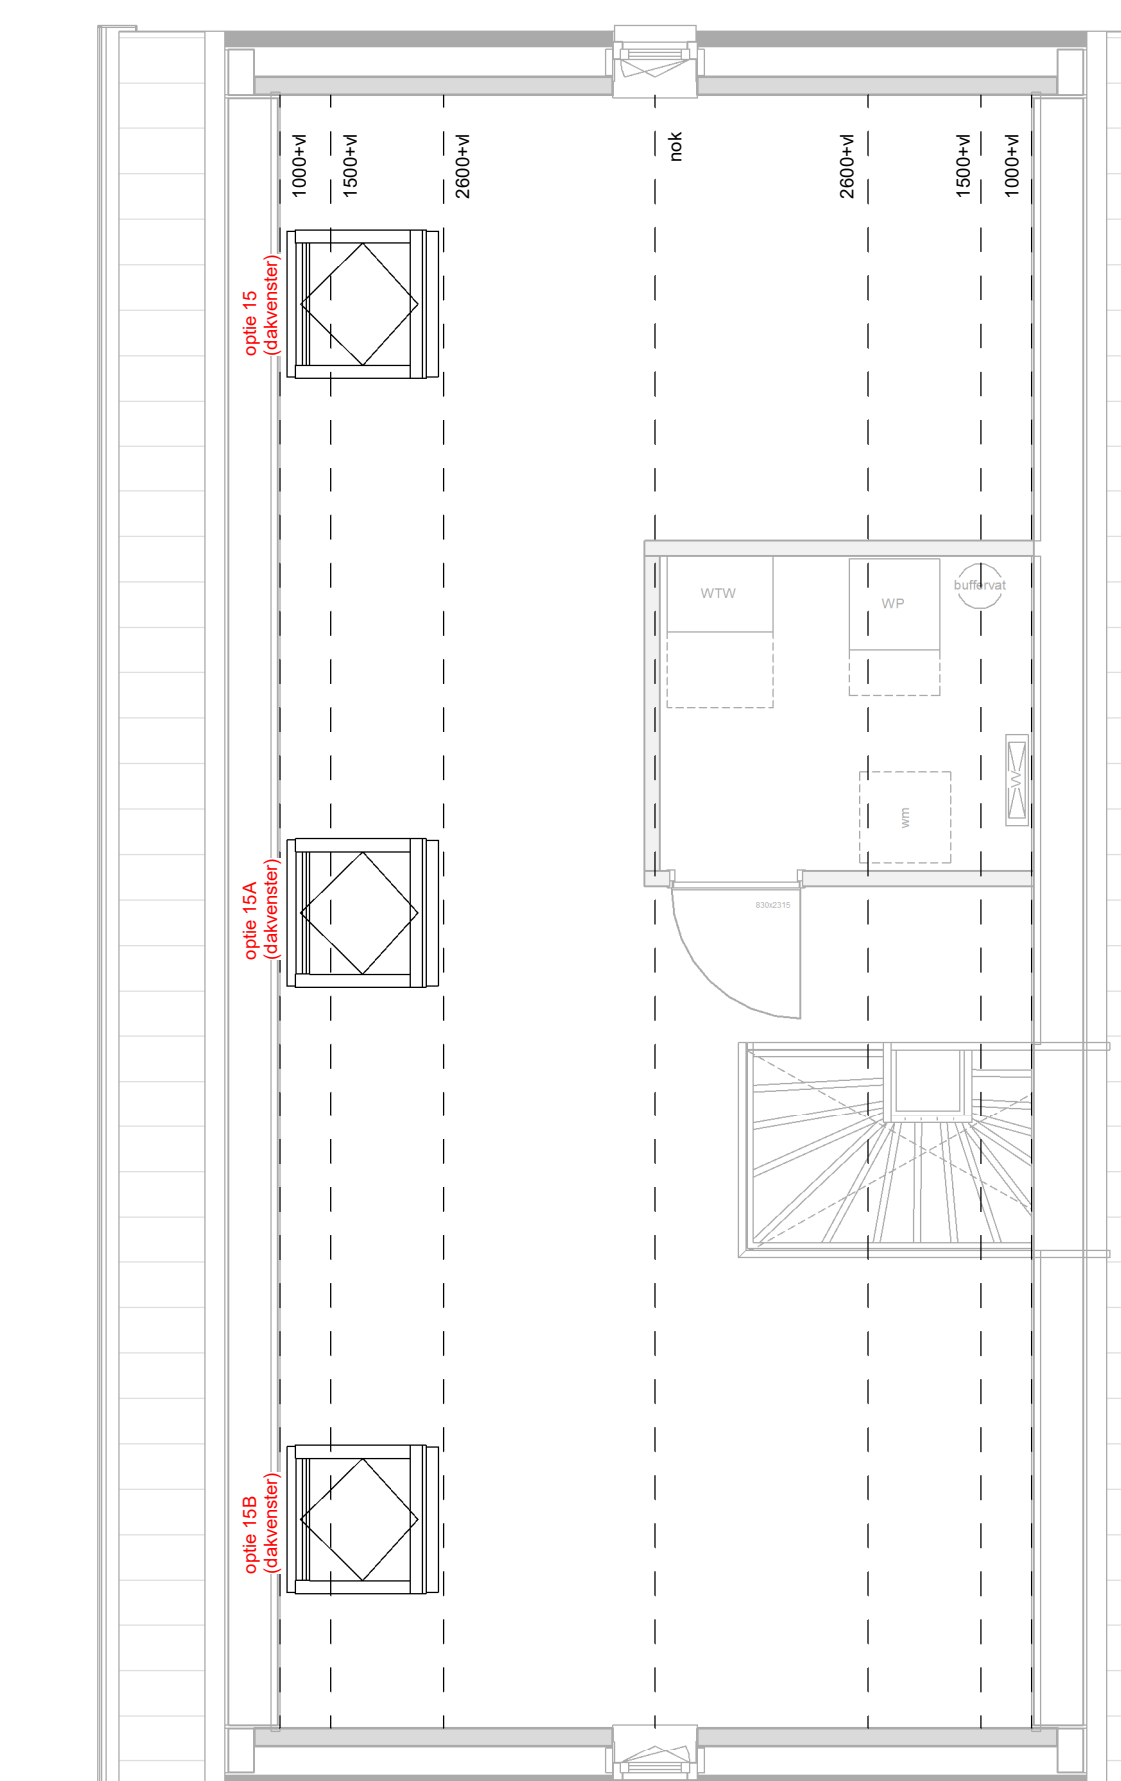 1000+vl
1500+vl
2600+vl
nok
2600+vl
1500+vl
1000+vl
optie 15
(dakvenster)
WTW
WP
buffervat
W
wm
optie 15A
(dakvenster)
830x2315
optie 15B
(dakvenster)